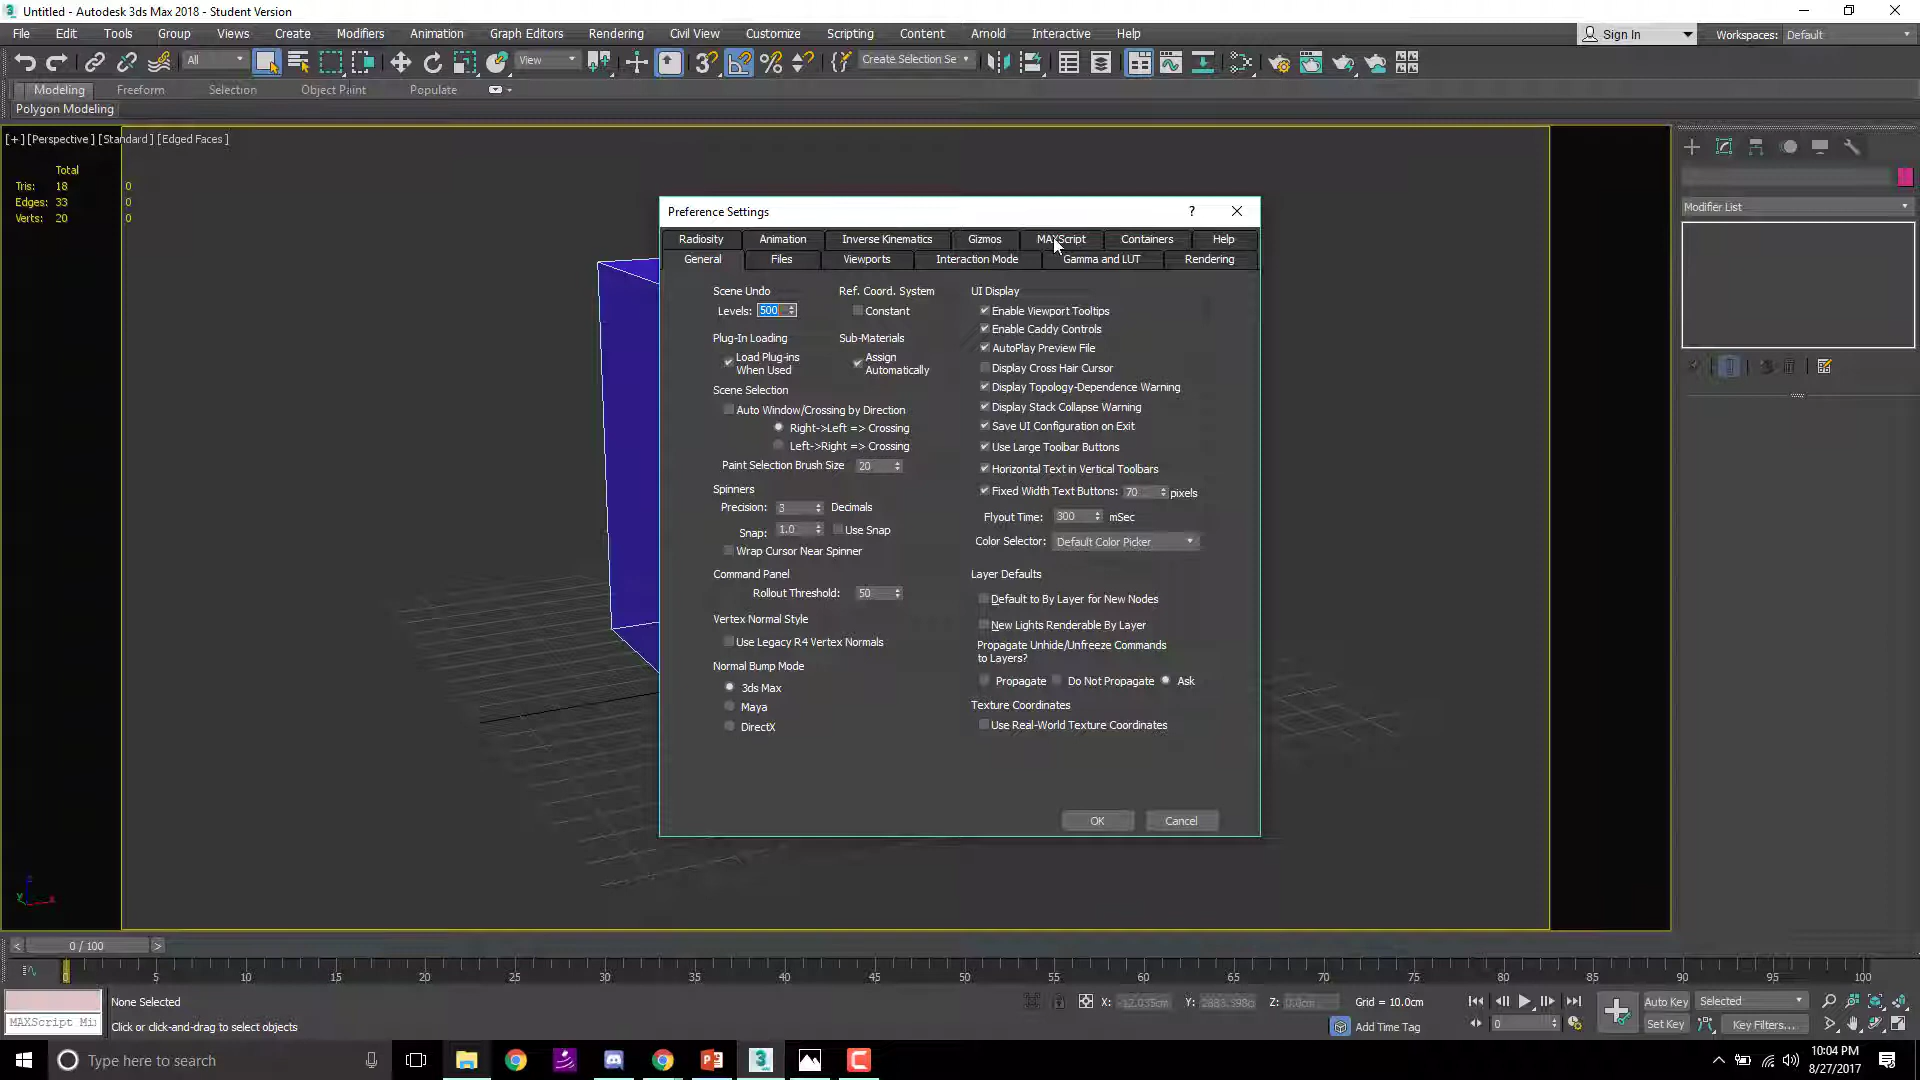 Untitled - Autodesk 3ds Max 2018 - Student Version
File Edit Tools Group Views Create Modifiers Animation Graph Editors Rendering Civil View Customize Scripting Content Arnold Interactive Help Sign In Workspaces: Default
All View Create Selection Se
Modeling Freeform Selection Object Paint Populate
Polygon Modeling
[+] [Perspective] [Standard] [Edged Faces]
Total
Tris: 18 0
Edges: 33 0
Verts: 20 0
Modifier List
Preference Settings ?
Radiosity Animation Inverse Kinematics Gizmos MAXScript Containers Help
General Files Viewports Interaction Mode Gamma and LUT Rendering
Scene Undo
Levels: 500
Ref. Coord. System
Constant
Plug-In Loading
Load Plug-ins
When Used
Sub-Materials
Assign
Automatically
Scene Selection
Auto Window/Crossing by Direction
Right->Left => Crossing
Left->Right => Crossing
Paint Selection Brush Size 20
Spinners
Precision: 3 Decimals
Snap: 1.0 Use Snap
Wrap Cursor Near Spinner
Command Panel
Rollout Threshold: 50
Vertex Normal Style
Use Legacy R4 Vertex Normals
Normal Bump Mode
3ds Max
Maya
DirectX
UI Display
Enable Viewport Tooltips
Enable Caddy Controls
AutoPlay Preview File
Display Cross Hair Cursor
Display Topology-Dependence Warning
Display Stack Collapse Warning
Save UI Configuration on Exit
Use Large Toolbar Buttons
Horizontal Text in Vertical Toolbars
Fixed Width Text Buttons: 70 pixels
Flyout Time: 300 mSec
Color Selector: Default Color Picker
Layer Defaults
Default to By Layer for New Nodes
New Lights Renderable By Layer
Propagate Unhide/Unfreeze Commands
to Layers?
Propagate Do Not Propagate Ask
Texture Coordinates
Use Real-World Texture Coordinates
OK Cancel
z
y x
< 0 / 100 >
0 5 10 15 20 25 30 35 40 45 50 55 60 65 70 75 80 85 90 95 100
None Selected X: Y: Z: 0.0cm Grid = 10.0cm Auto Key Selected
MAXScript Mi
Click or click-and-drag to select objects Add Time Tag 0 Set Key Key Filters...
Type here to search
10:04 PM
8/27/2017